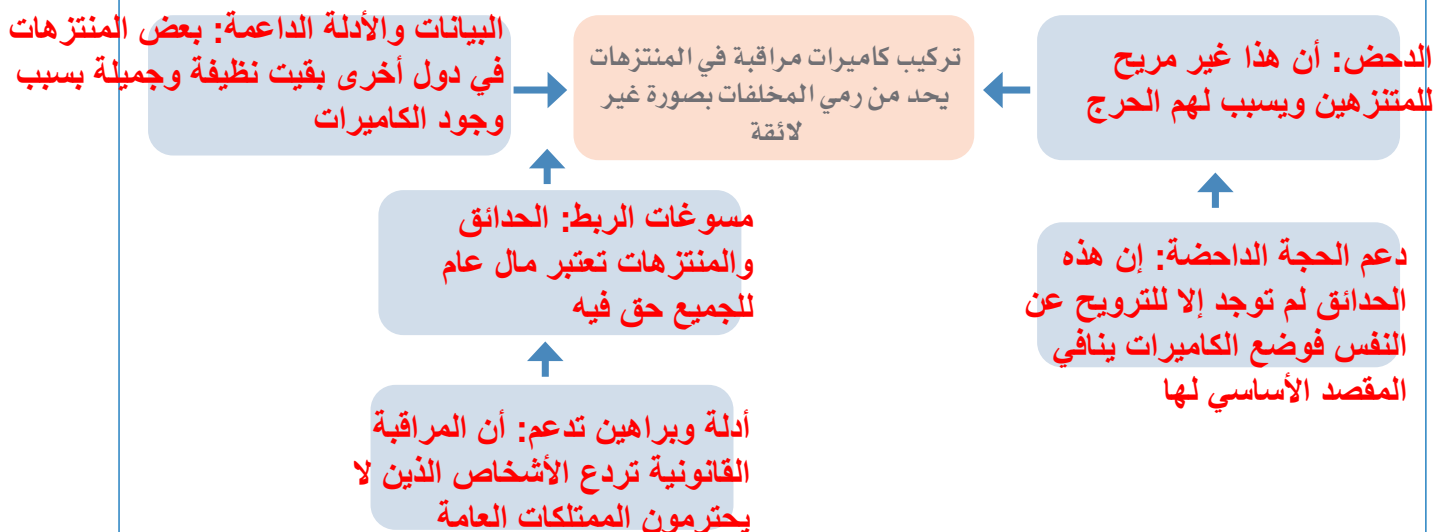 تركيب كاميرات مراقبة في المنتزهات
يحد من رمي المخلفات بصورة غير
لائقة
الدحض: أن هذا غير مريح
للمتنزهين ويسبب لهم الحرج
دعم الحجة الداحضة: إن هذه
الحدائق لم توجد إلا للترويح عن
النفس فوضع الكاميرات ينافي
المقصد الأساسي لها
البيانات والأدلة الداعمة: بعض المنتزهات
في دول أخرى بقيت نظيفة وجميلة بسبب
وجود الكاميرات
مسوغات الربط: الحدائق
والمنتزهات تعتبر مال عام
للجميع حق فيه
أدلة وبراهين تدعم: أن المراقبة
القانونية تردع الأشخاص الذين لا
يحترمون الممتلكات العامة